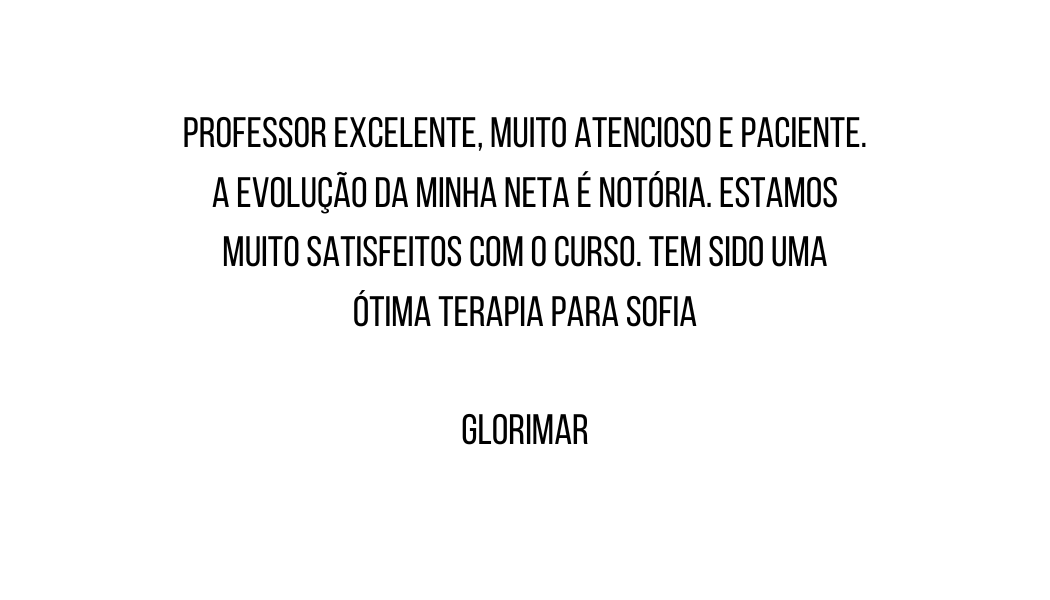 PROFESSOR EXCELENTE, MUITO ATENCIOSO E PACIENTE.
A EVOLUÇÃO DA MINHA NETA É NOTÓRIA. ESTAMOS
MUITO SATISFEITOS COM O CURSO. TEM SIDO UMA
ÓTIMA TERAPIA PARA SOFIA
GLORIMAR